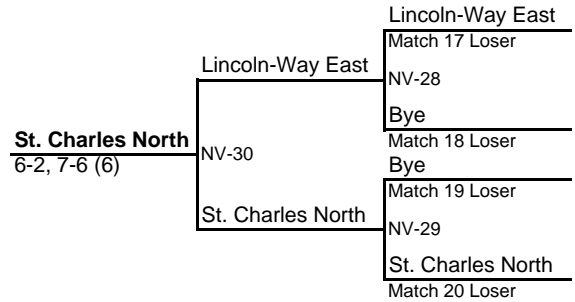 Lincoln-Way East
Match 17 Loser
Lincoln-Way East
NV-28
Bye
Match 18 Loser
St. Charles North
6-2, 7-6 (6)
NV-30
Bye
Match 19 Loser
St. Charles North
NV-29
St. Charles North
Match 20 Loser